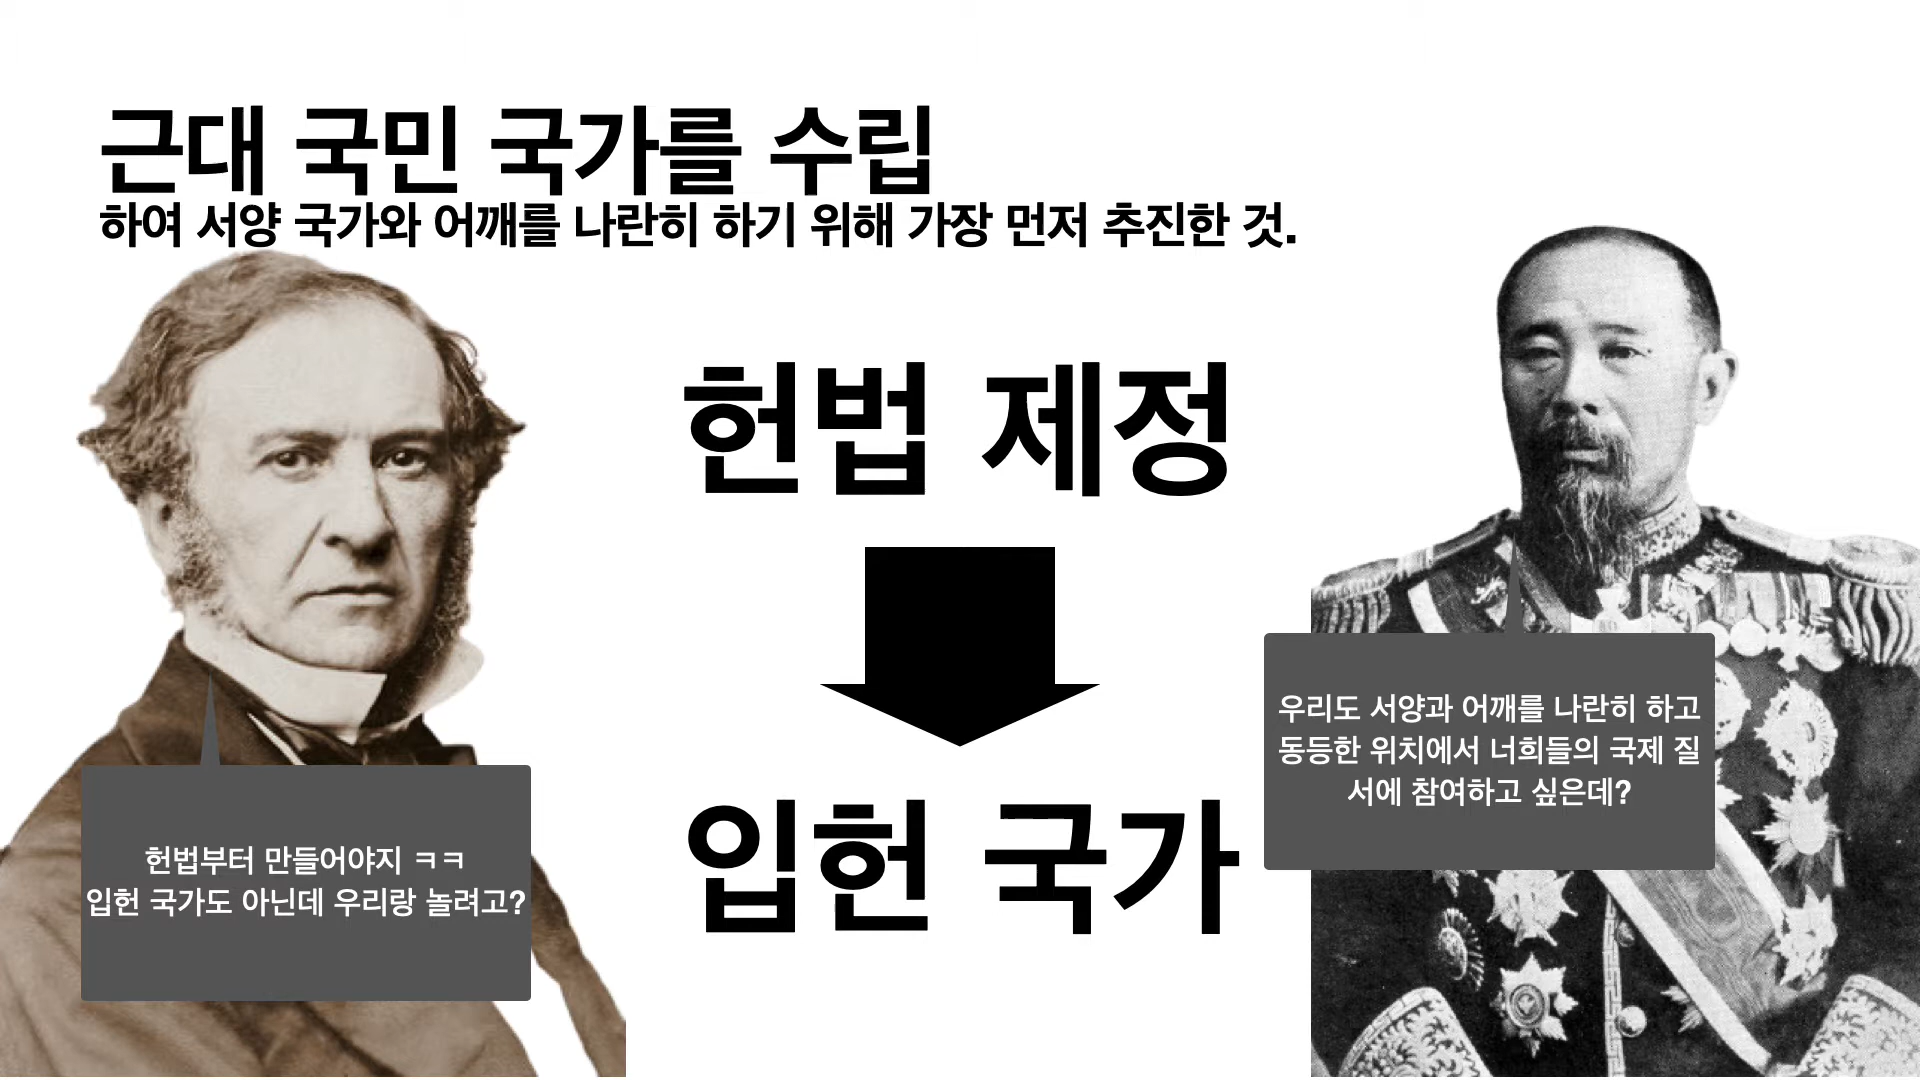 근대 국민 국가를 수립
하여 서양 국가와 어깨를 나란히 하기 위해 가장 먼저 추진한 것.
헌법 제정
입헌 국가
우리도 서양과 어깨를 나란히 하고
동등한 위치에서 너희들의 국제 질
서에 참여하고 싶은데?
헌법부터 만들어야지 ㅋㅋ
입헌 국가도 아닌데 우리랑 놀려고?